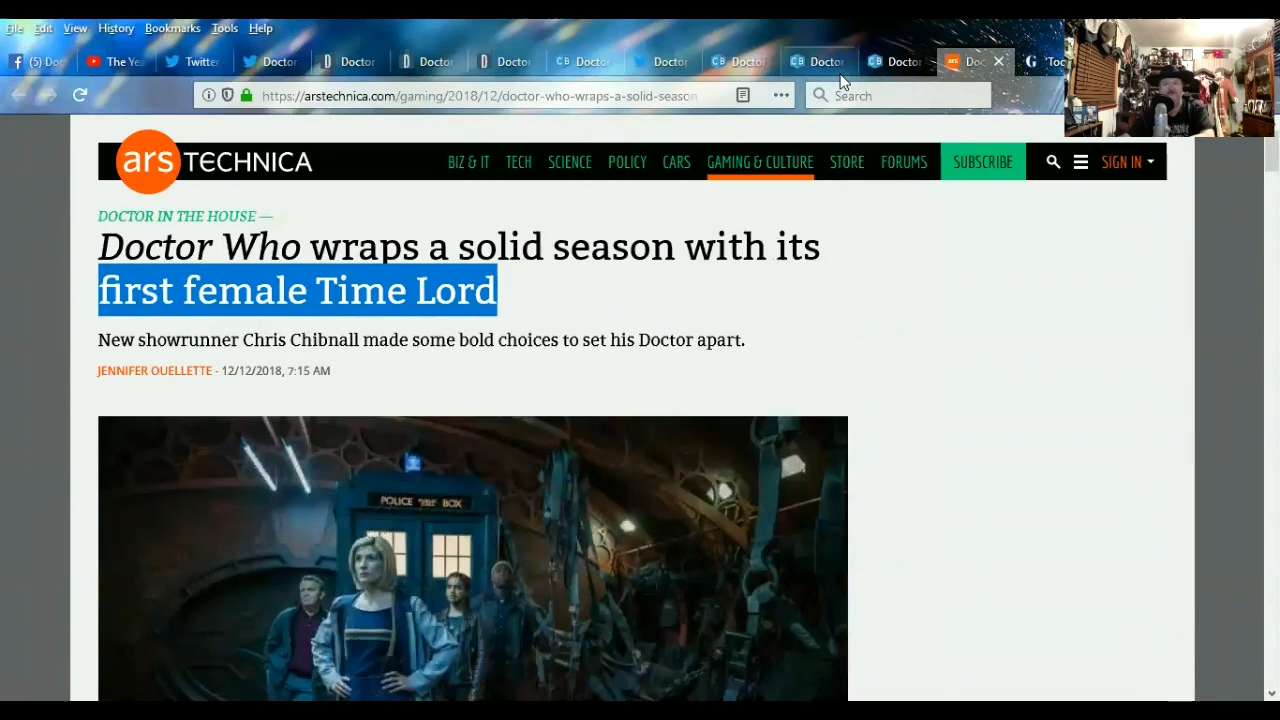 File Edit View History Bookmarks Tools Help
(5) Do The Ye Twitte Doctor Doctor Doctor Doctor Doctor Doctor Doctor Doctor Doctor Doc Toc
https://arstechnica.com/gaming/2018/12/doctor-who-wraps-a-solid-season
Search
ars TECHNICA BIZ & IT TECH SCIENCE POLICY CARS GAMING & CULTURE STORE FORUMS SUBSCRIBE SIGN IN
DOCTOR IN THE HOUSE —
Doctor Who wraps a solid season with its
first female Time Lord
New showrunner Chris Chibnall made some bold choices to set his Doctor apart.
JENNIFER OUELLETTE - 12/12/2018, 7:15 AM
POLICE BOX